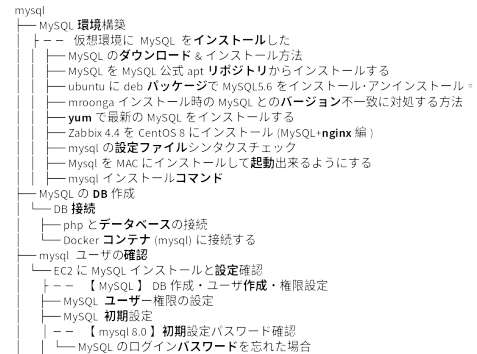 mysql
├── MySQL 環境構築
│ ├ ─ ─ 仮想環境に MySQL をインストールした
│ │ ├── MySQL のダウンロード & インストール方法
│ │ ├── MySQL を MySQL 公式 apt リポジトリからインストールする
│ │ ├── ubuntu に deb パッケージで MySQL5.6 をインストール・アンインストール。
│ │ ├── mroonga インストール時の MySQL とのバージョン不一致に対処する方法
│ │ ├── yum で最新の MySQL をインストールする
│ │ ├── Zabbix 4.4 を CentOS 8 にインストール (MySQL+nginx 編 )
│ │ ├── mysql の設定ファイルシンタクスチェック
│ │ ├── Mysql を MAC にインストールして起動出来るようにする
│ │ ├── mysql インストールコマンド
├── MySQL の DB 作成
│ └── DB 接続
│ ├── php とデータベースの接続
│ └── Docker コンテナ (mysql) に接続する
├── mysql ユーザの確認
│ └── EC2 に MySQL インストールと設定確認
│ ├ ─ ─ 【 MySQL 】 DB 作成・ユーザ作成・権限設定
│ ├── MySQL ユーザー権限の設定
│ ├── MySQL 初期設定
│ │ ─ ─ 【 mysql 8.0 】初期設定パスワード確認
│ │ └── MySQL のログインパスワードを忘れた場合